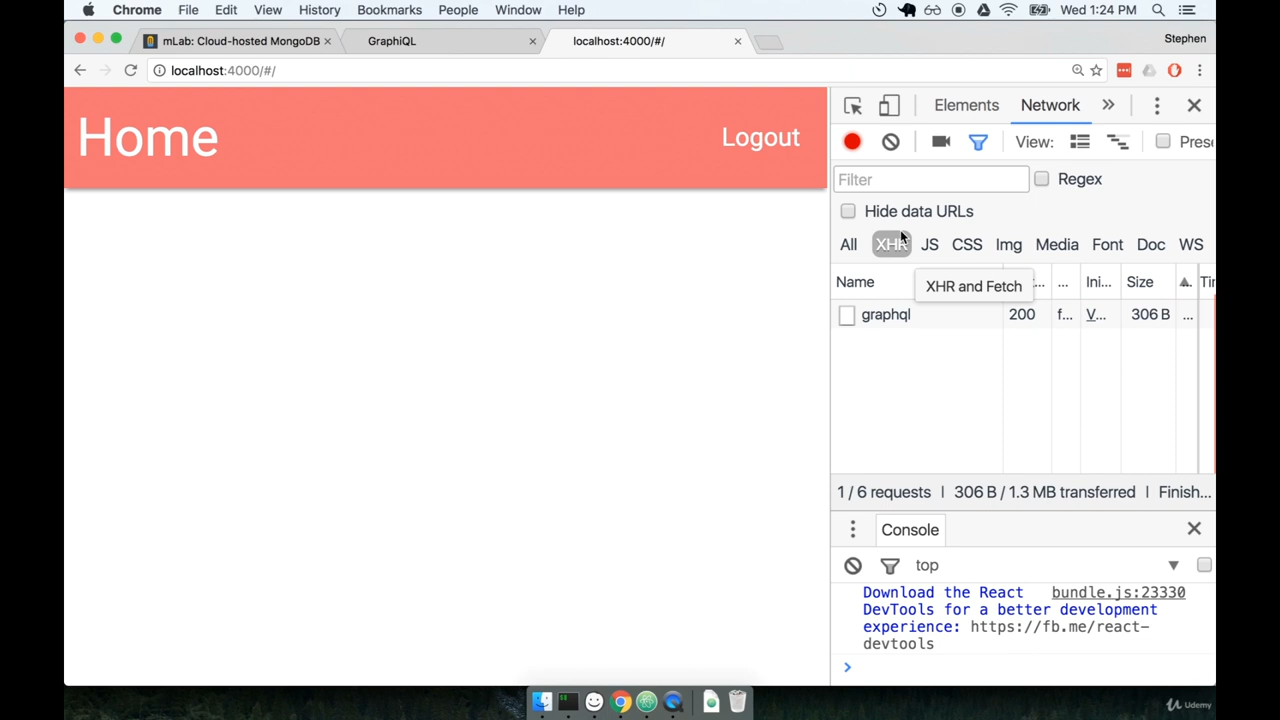 Chrome File Edit View History Bookmarks People Window Help Wed 1:24 PM
mLab: Cloud-hosted MongoDB GraphiQL localhost:4000/#/ Stephen
localhost:4000/#/
Home Logout
Elements Network
View: Prese
Filter Regex
Hide data URLs
All XHR JS CSS Img Media Font Doc WS
Name ... ... Ini... Size Ti
XHR and Fetch
graphql 200 f... V... 306 B ...
1 / 6 requests | 306 B / 1.3 MB transferred | Finish...
Console
top
Download the React bundle.js:23330
DevTools for a better development
experience: https://fb.me/react-
devtools
Udemy